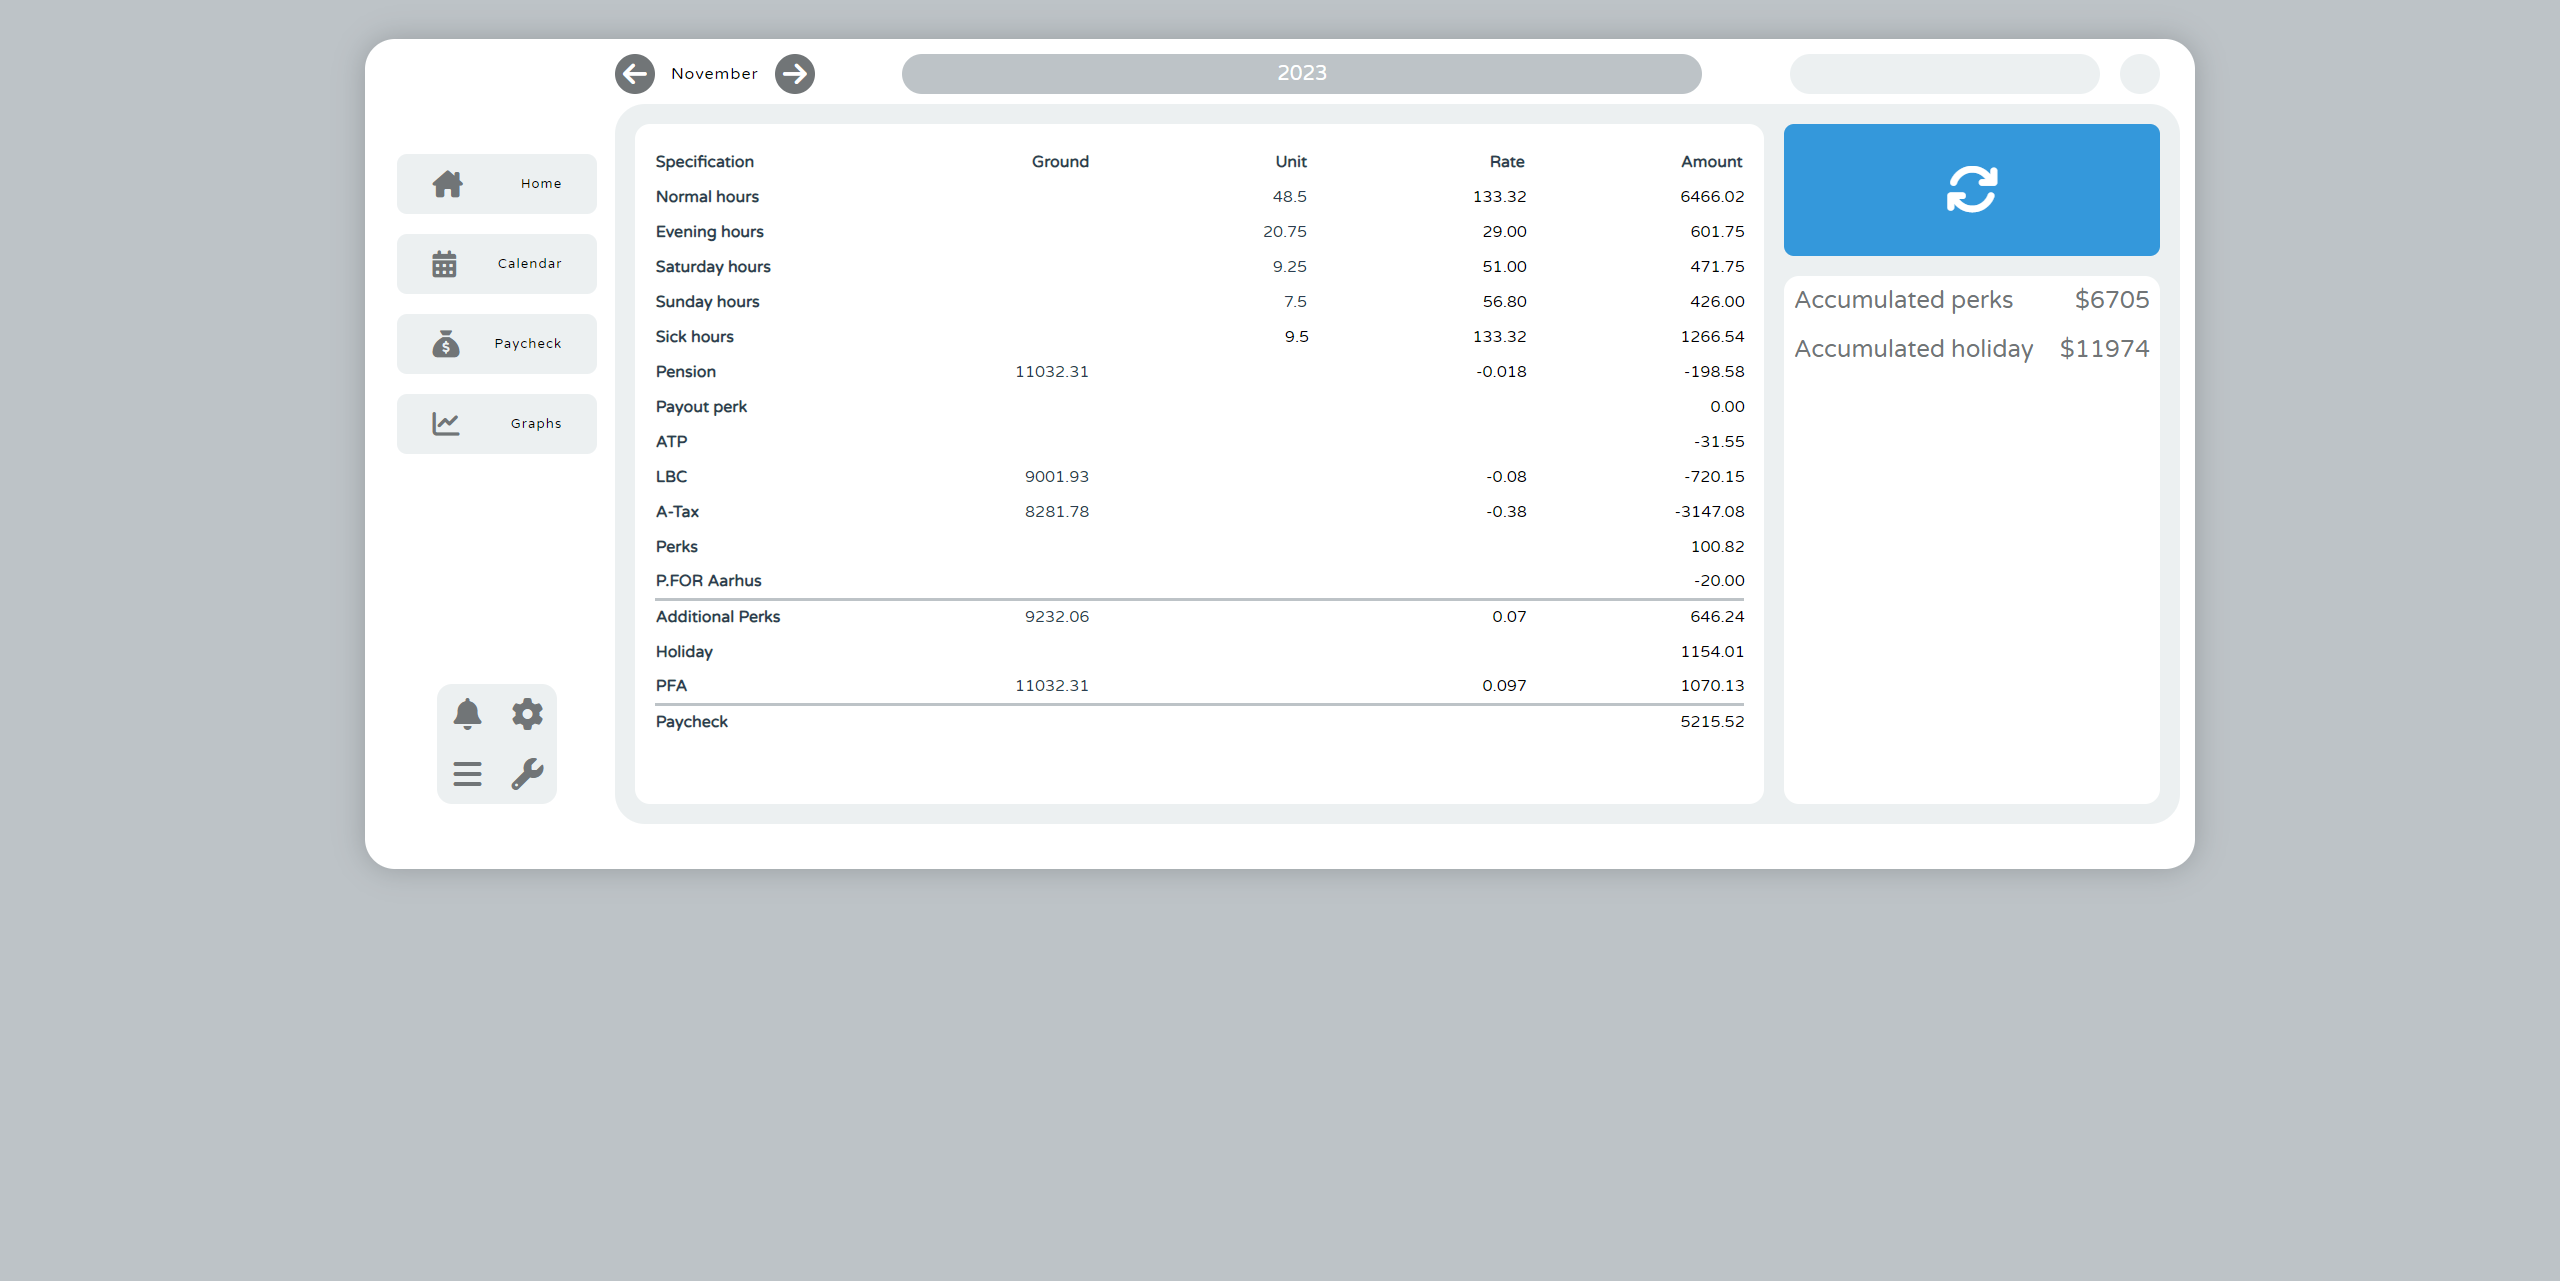 November 2023
Home
Calendar
Paycheck
Graphs
Specification Ground Unit Rate Amount
Normal hours 48.5 133.32 6466.02
Evening hours 20.75 29.00 601.75
Saturday hours 9.25 51.00 471.75
Sunday hours 7.5 56.80 426.00
Sick hours 9.5 133.32 1266.54
Pension 11032.31 -0.018 -198.58
Payout perk 0.00
ATP -31.55
LBC 9001.93 -0.08 -720.15
A-Tax 8281.78 -0.38 -3147.08
Perks 100.82
P.FOR Aarhus -20.00
Additional Perks 9232.06 0.07 646.24
Holiday 1154.01
PFA 11032.31 0.097 1070.13
Paycheck 5215.52
Accumulated perks $6705
Accumulated holiday $11974